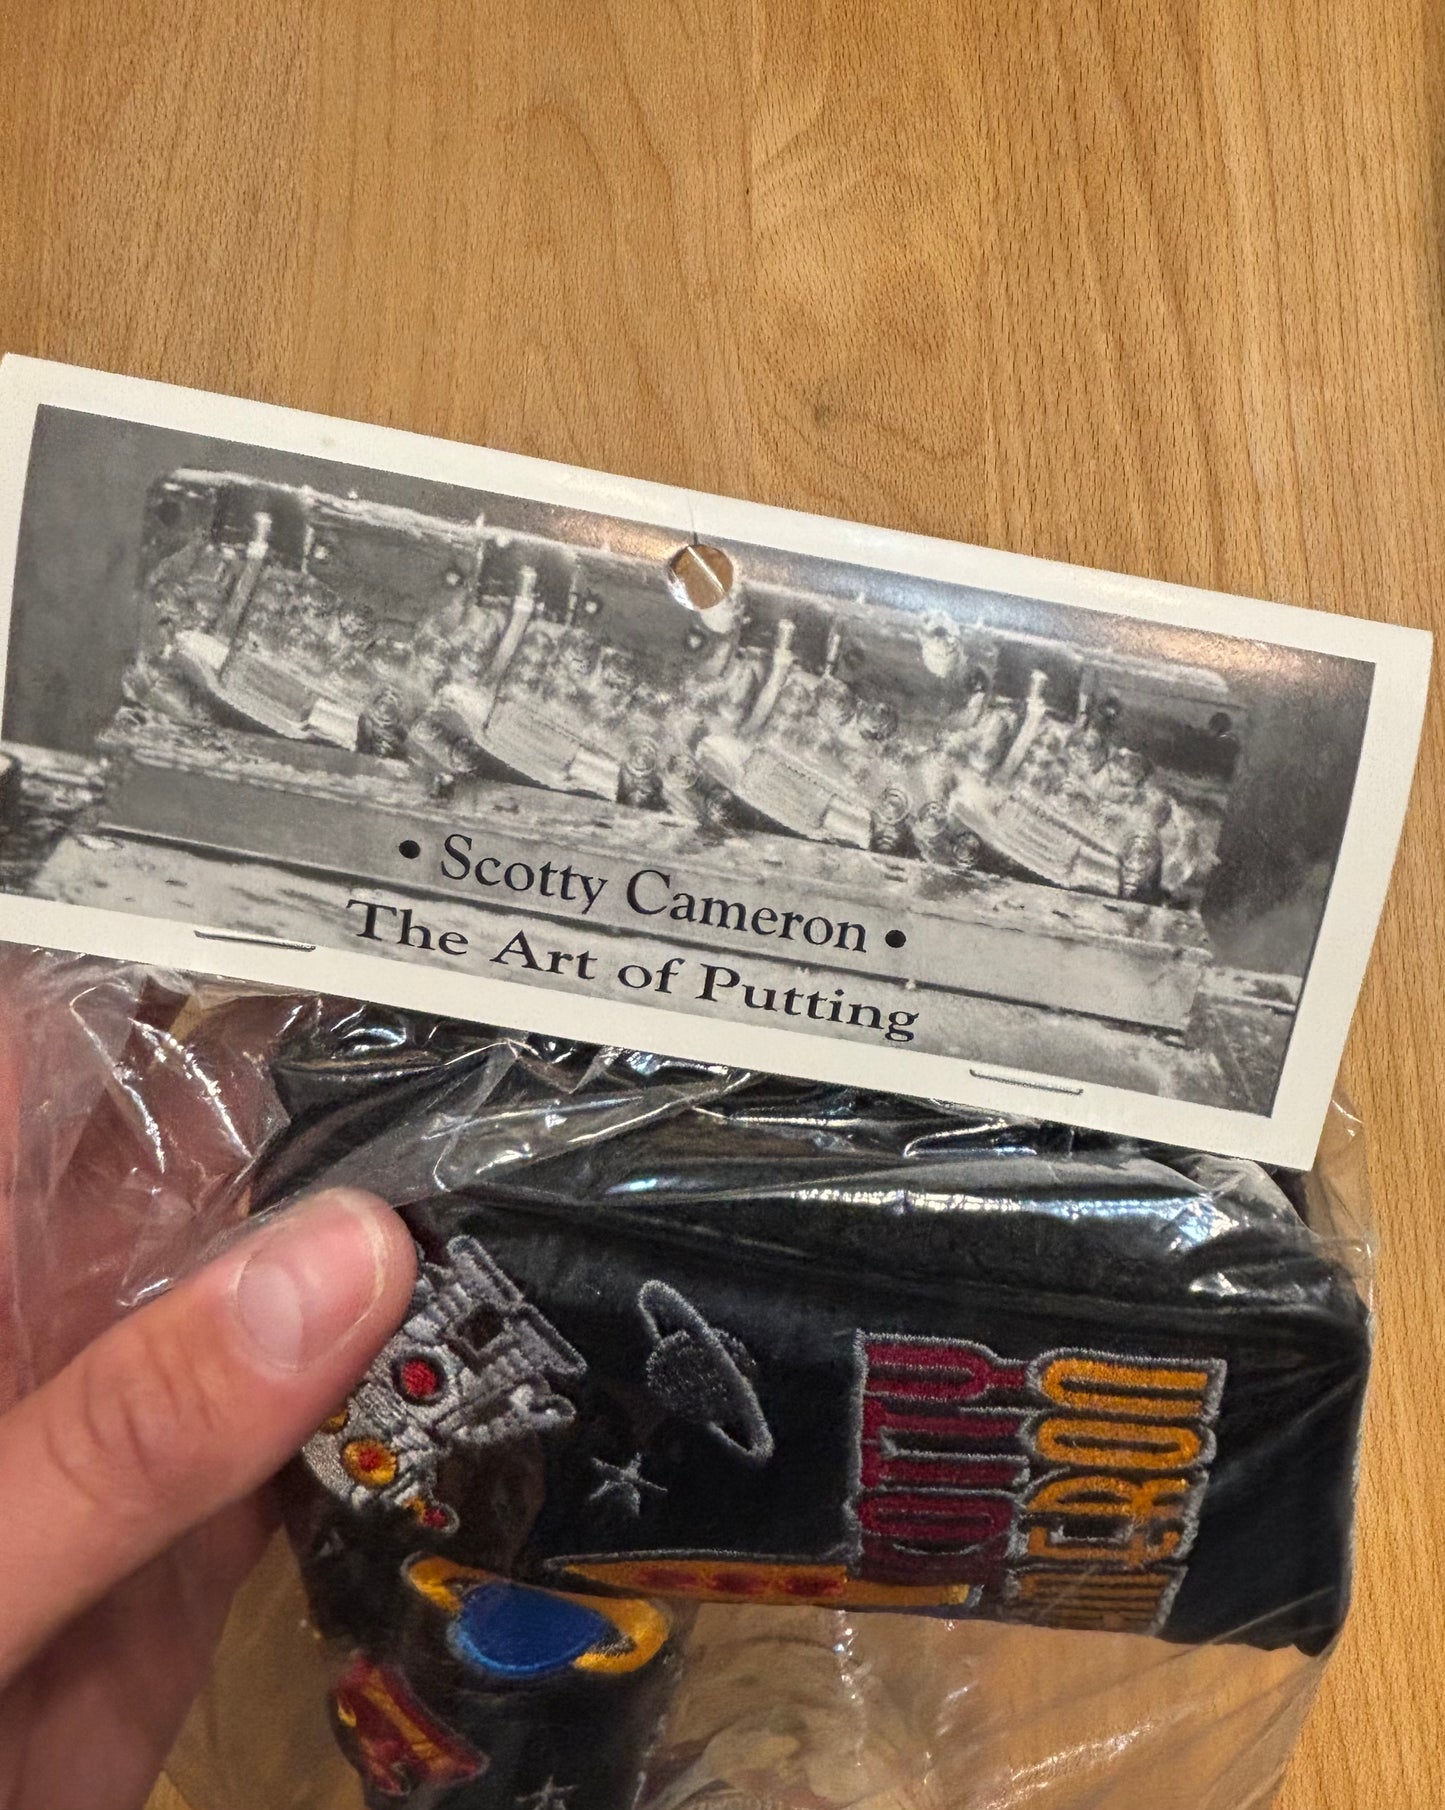 • Scotty Cameron •
The Art of Putting